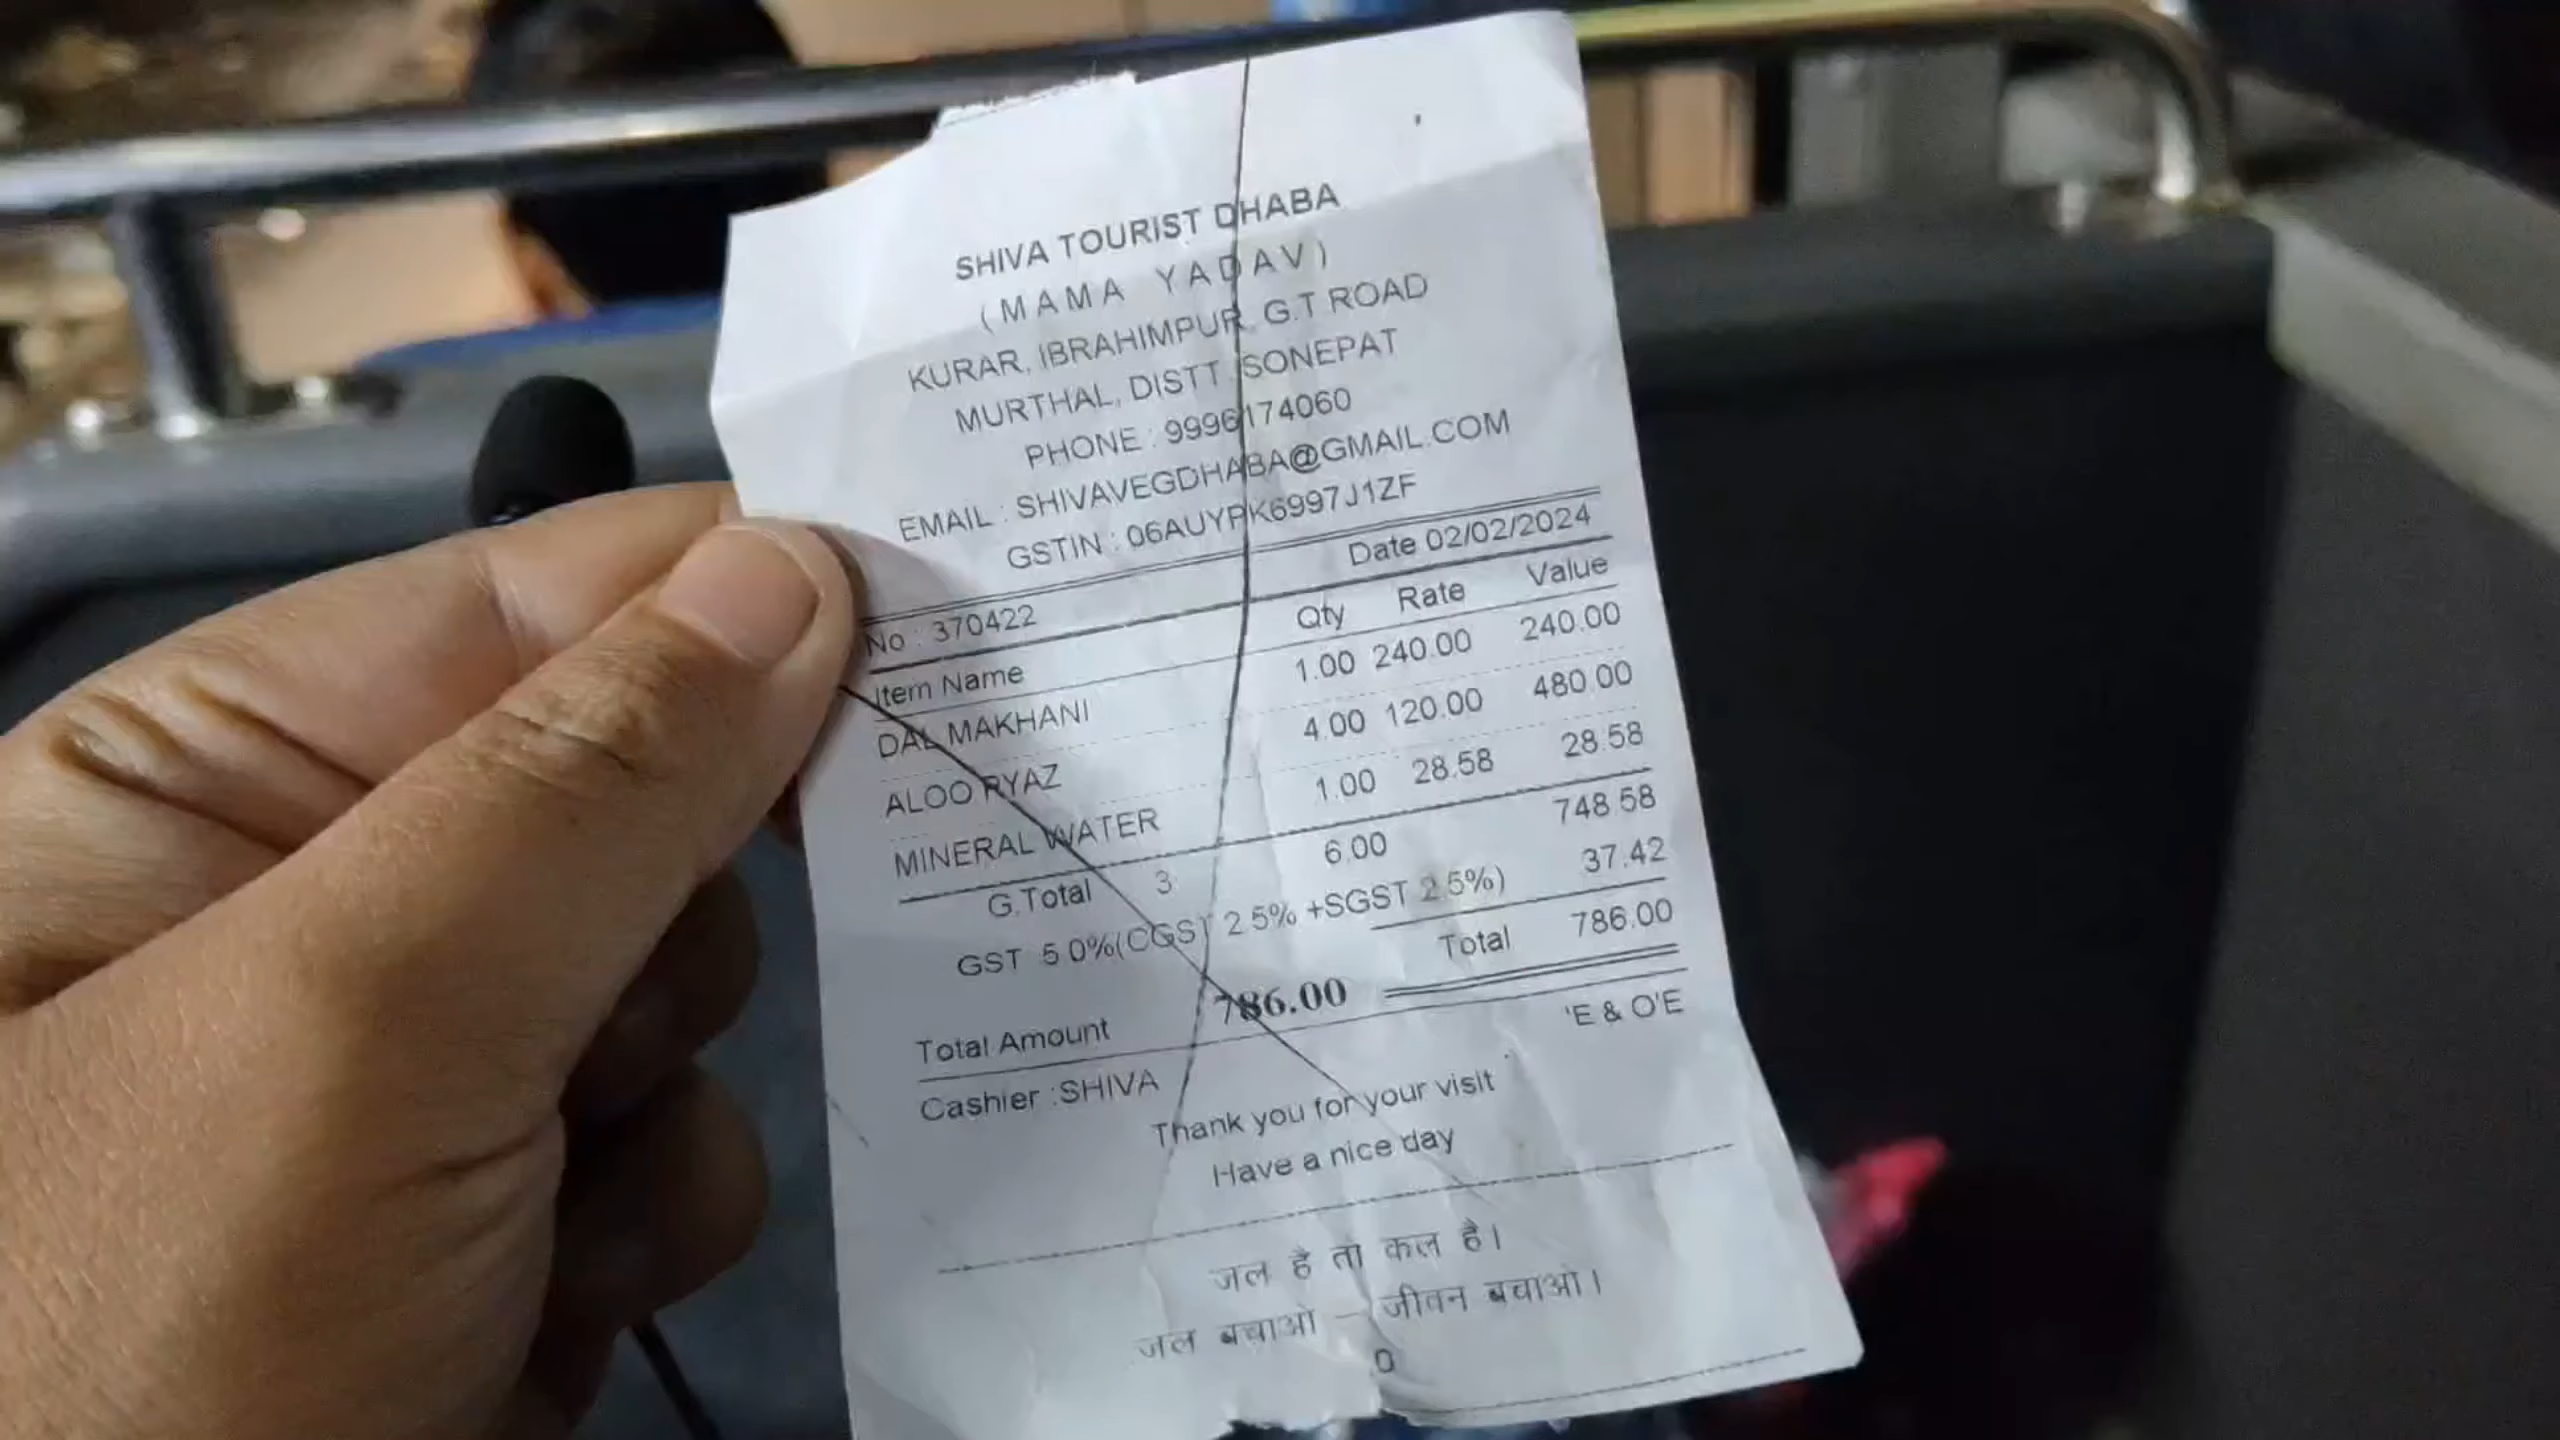 SHIVA TOURIST DHABA
(MAMA YADAV)
KURAR, IBRAHIMPUR, G.T ROAD
MURTHAL, DISTT. SONEPAT
PHONE : 9996174060
EMAIL : SHIVAVEGDHABA@GMAIL.COM
GSTIN : 06AUYPK6997J1ZF
No : 370422 Date 02/02/2024
Item Name Qty Rate Value
DAL MAKHANI 1.00 240.00 240.00
ALOO PYAZ 4.00 120.00 480.00
MINERAL WATER 1.00 28.58 28.58
G.Total 3 6.00 748.58
GST 5.0%(CGST 2.5% +SGST 2.5%) 37.42
Total 786.00
Total Amount 786.00
'E & O'E
Cashier :SHIVA
Thank you for your visit
Have a nice day
जल है तो कल है।
जल बचाओ – जीवन बचाओ।
0